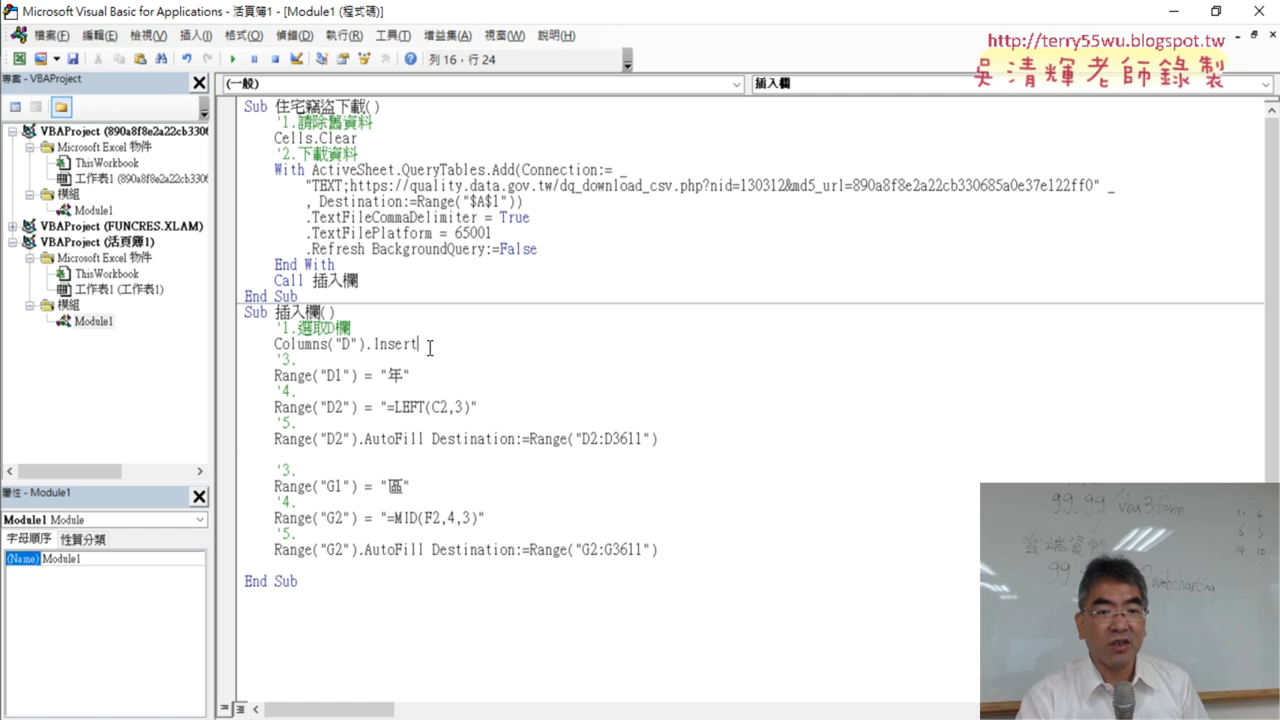 Microsoft Visual Basic for Applications - 活頁簿1 - [Module1 (程式碼)]
檔案(F) 編輯(E) 檢視(V) 插入(I) 格式(O) 偵錯(D) 執行(R) 工具(T) 增益集(A) 視窗(W) 說明(H)
http://terry55wu.blogspot.tw
吳清輝老師錄製
列 16，行 24
專案 - VBAProject
(一般)
插入欄
VBAProject (890a8f8e2a22cb3306
Microsoft Excel 物件
ThisWorkbook
工作表1 (890a8f8e2a22cb3306
模組
Module1
VBAProject (FUNCRES.XLAM)
VBAProject (活頁簿1)
Microsoft Excel 物件
ThisWorkbook
工作表1 (工作表1)
模組
Module1
屬性 - Module1
Module1 Module
字母順序 性質分類
(Name) Module1
Sub 住宅竊盜下載()
'1.請除舊資料
Cells.Clear
'2.下載資料
With ActiveSheet.QueryTables.Add(Connection:= _
"TEXT;https://quality.data.gov.tw/dq_download_csv.php?nid=130312&md5_url=890a8f8e2a22cb330685a0e37e122ff0" _
, Destination:=Range("$A$1"))
.TextFileCommaDelimiter = True
.TextFilePlatform = 65001
.Refresh BackgroundQuery:=False
End With
Call 插入欄
End Sub
Sub 插入欄()
'1.選取D欄
Columns("D").Insert
'3.
Range("D1") = "年"
'4.
Range("D2") = "=LEFT(C2,3)"
'5.
Range("D2").AutoFill Destination:=Range("D2:D3611")
'3.
Range("G1") = "區"
'4.
Range("G2") = "=MID(F2,4,3)"
'5.
Range("G2").AutoFill Destination:=Range("G2:G3611")
End Sub
99.99 Vba3
雲端資
99
webcharting